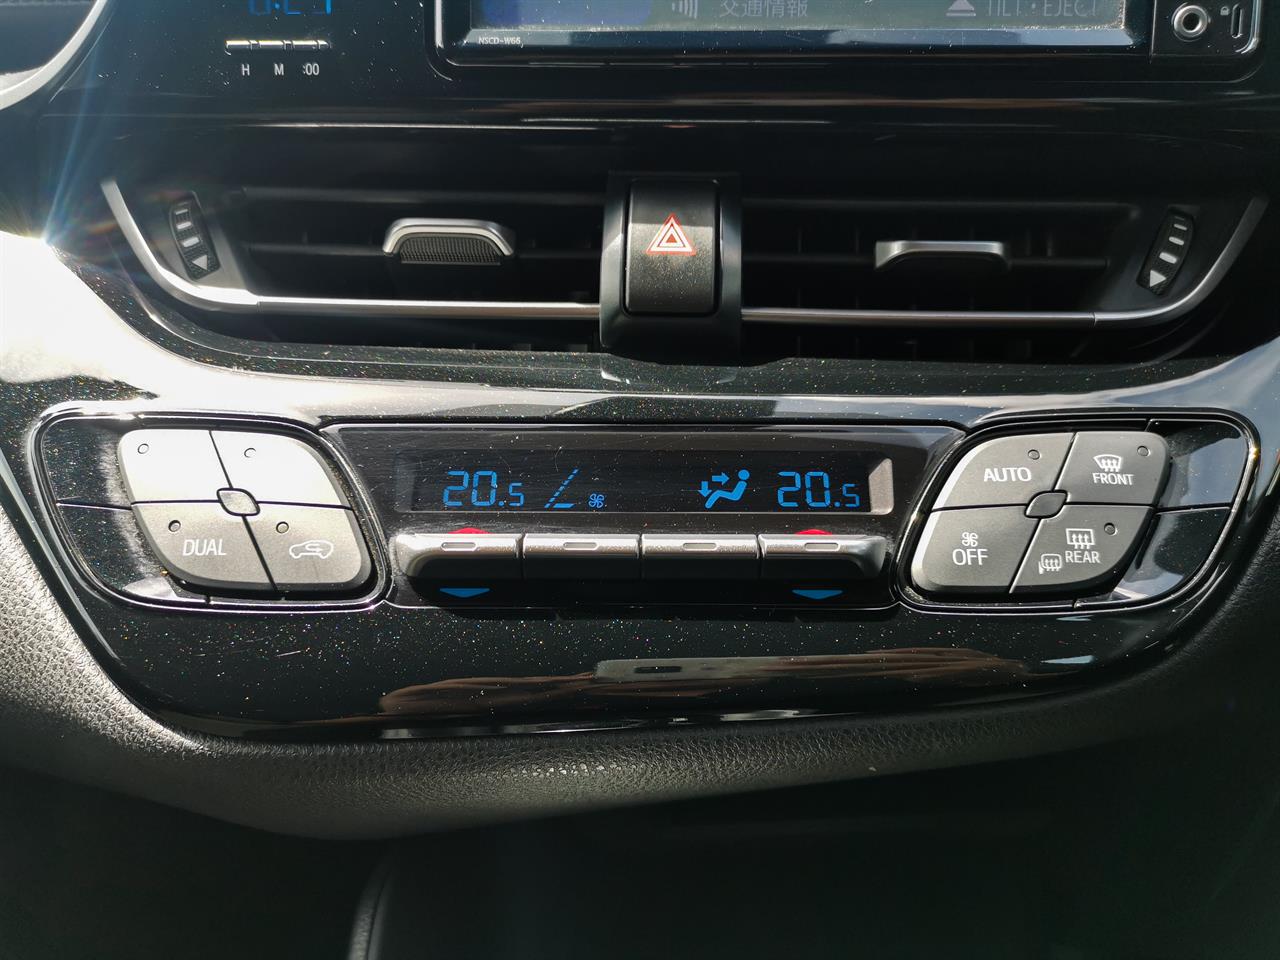 交通情報
TILT・EJECT
NSCD-W66
H M :00
20.5 20.5
AUTO
FRONT
DUAL
OFF
REAR